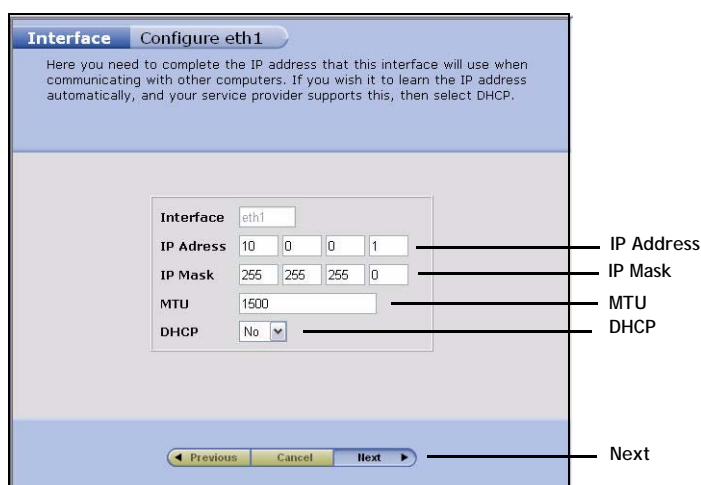 Interface Configure eth1
Here you need to complete the IP address that this interface will use when
communicating with other computers. If you wish it to learn the IP address
automatically, and your service provider supports this, then select DHCP.
Interface eth1
IP Adress 10 0 0 1 IP Address
IP Mask 255 255 255 0 IP Mask
MTU 1500 MTU
DHCP No DHCP
Previous Cancel Next Next